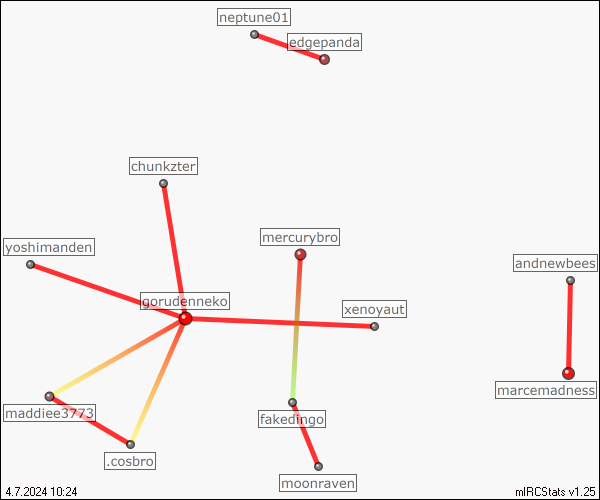 neptune01
edgepanda
chunkzter
mercurybro
yoshimanden
andnewbees
gorudenneko
xenoyaut
marcemadness
maddiee3773
fakedingo
.cosbro
moonraven
4.7.2024 10:24
mIRCStats v1.25